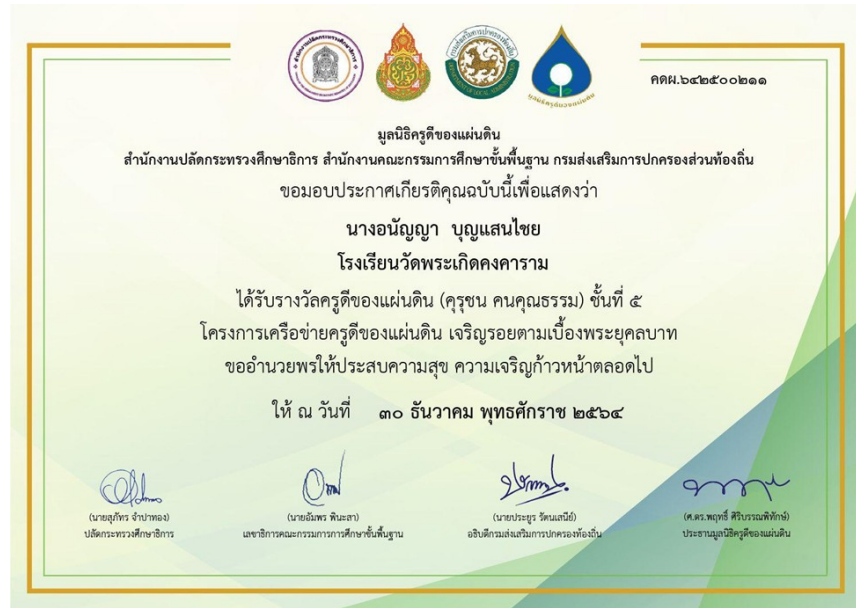 มูลนิธิครูดีของแผ่นดิน
คดผ.๖๔๒๕๐๐๒๑๑
มูลนิธิครูดีของแผ่นดิน
สำนักงานปลัดกระทรวงศึกษาธิการ สำนักงานคณะกรรมการศึกษาขั้นพื้นฐาน กรมส่งเสริมการปกครองส่วนท้องถิ่น
ขอมอบประกาศเกียรติคุณฉบับนี้เพื่อแสดงว่า
นางอนัญญา บุญแสนไชย
โรงเรียนวัดพระเกิดคงคาราม
ได้รับรางวัลครูดีของแผ่นดิน (คุรุชน คนคุณธรรม) ชั้นที่ ๕
โครงการเครือข่ายครูดีของแผ่นดิน เจริญรอยตามเบื้องพระยุคลบาท
ขออำนวยพรให้ประสบความสุข ความเจริญก้าวหน้าตลอดไป
ให้ ณ วันที่ ๓๐ ธันวาคม พุทธศักราช ๒๕๖๔
(นายสุภัทร จำปาทอง)
ปลัดกระทรวงศึกษาธิการ
(นายอัมพร พินะสา)
เลขาธิการคณะกรรมการการศึกษาขั้นพื้นฐาน
(นายประยูร รัตนเสนีย์)
อธิบดีกรมส่งเสริมการปกครองท้องถิ่น
(ศ.ดร.พฤทธิ์ ศิริบรรณพิทักษ์)
ประธานมูลนิธิครูดีของแผ่นดิน